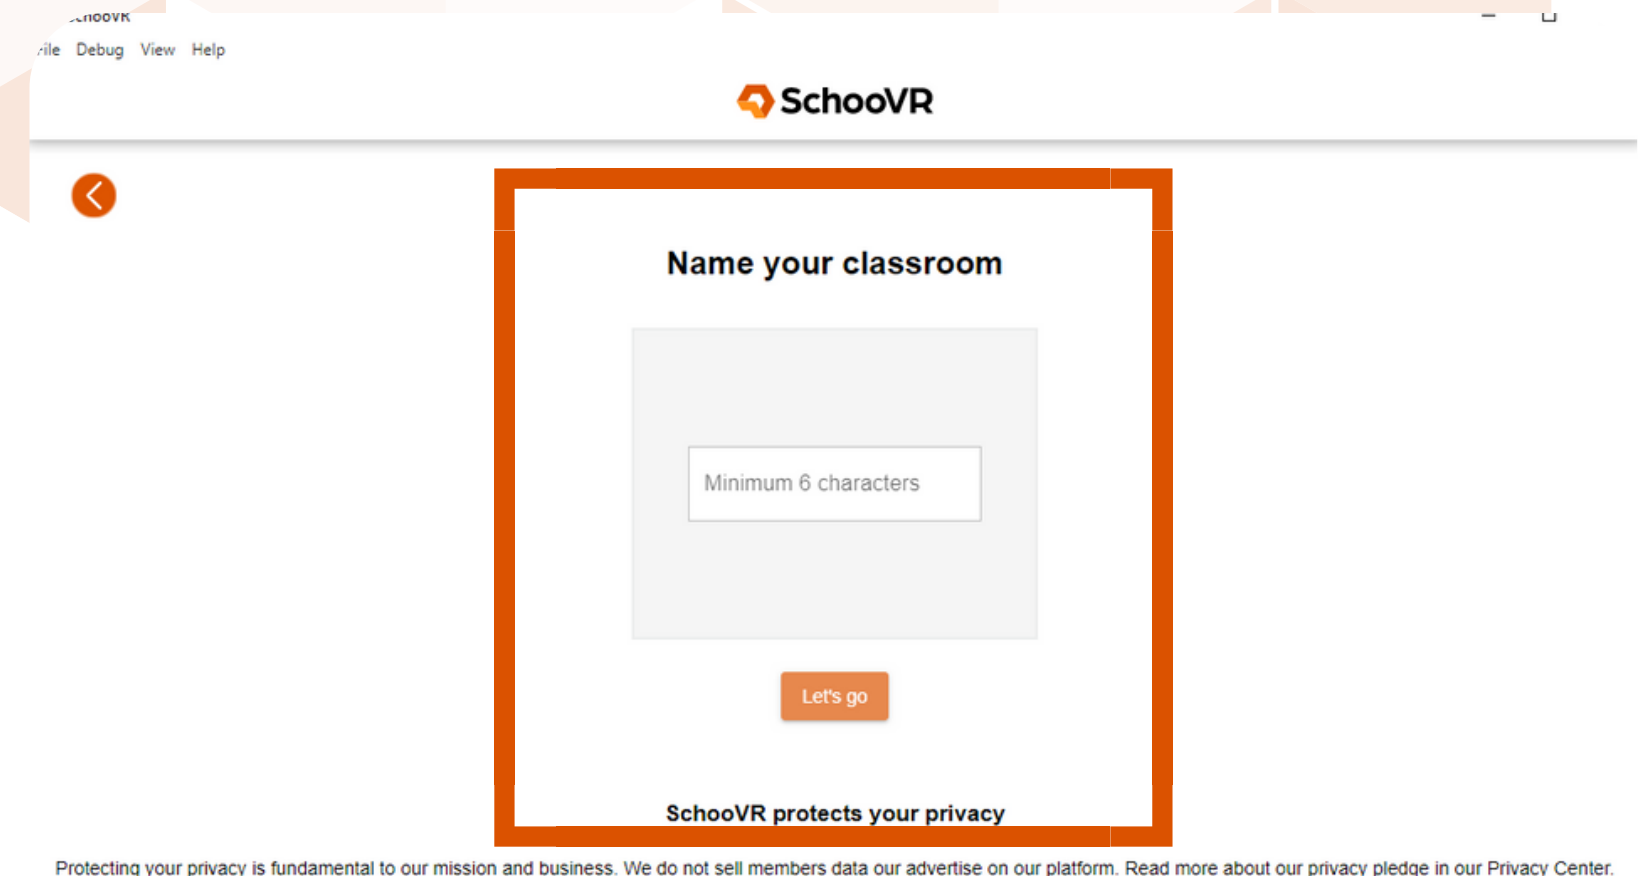 SchooVR
File Debug View Help
SchooVR
Name your classroom
Minimum 6 characters
Let's go
SchooVR protects your privacy
Protecting your privacy is fundamental to our mission and business. We do not sell members data our advertise on our platform. Read more about our privacy pledge in our Privacy Center.